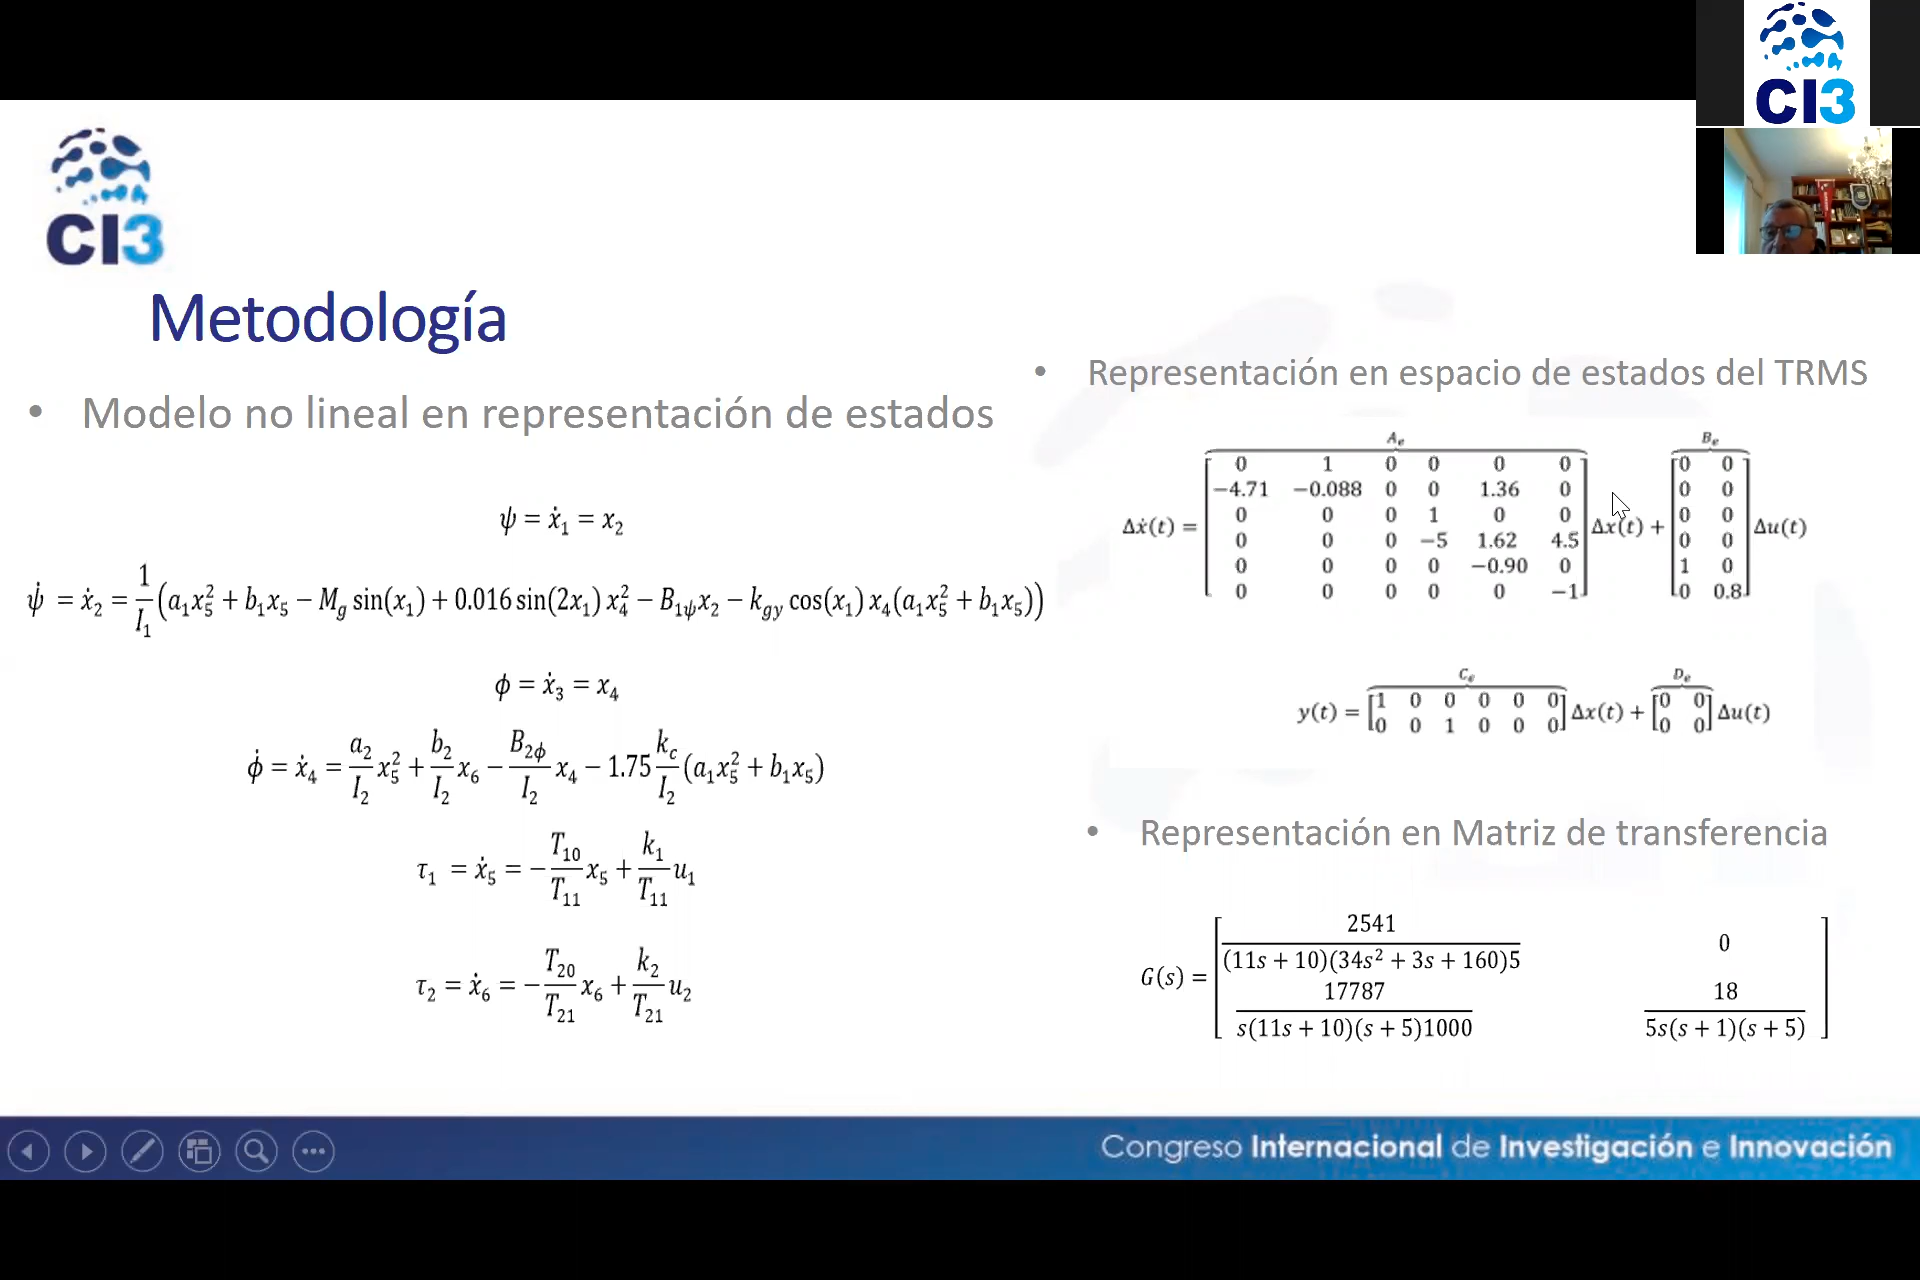 CI3
CI3
Metodología
• Modelo no lineal en representación de estados
ψ = ẋ₁ = x₂
ψ̇ = ẋ₂ = 1/I₁ (a₁x₅² + b₁x₅ − M_g sin(x₁) + 0.016 sin(2x₁) x₄² − B₁ψx₂ − k_gy cos(x₁) x₄(a₁x₅² + b₁x₅))
ϕ = ẋ₃ = x₄
ϕ̇ = ẋ₄ = a₂/I₂ x₅² + b₂/I₂ x₆ − B₂ϕ/I₂ x₄ − 1.75 k_c/I₂ (a₁x₅² + b₁x₅)
τ₁ = ẋ₅ = − T₁₀/T₁₁ x₅ + k₁/T₁₁ u₁
τ₂ = ẋ₆ = − T₂₀/T₂₁ x₆ + k₂/T₂₁ u₂
• Representación en espacio de estados del TRMS
A_e B_e
0 1 0 0 0 0 0 0
−4.71 −0.088 0 0 1.36 0 0 0
0 0 0 1 0 0 0 0
Δẋ(t) = Δx(t) + Δu(t)
0 0 0 −5 1.62 4.5 0 0
0 0 0 0 −0.90 0 1 0
0 0 0 0 0 −1 0 0.8
C_e D_e
y(t) = [1 0 0 0 0 0 Δx(t) + [0 0 Δu(t)
0 0 1 0 0 0] 0 0]
• Representación en Matriz de transferencia
2541
(11s + 10)(34s² + 3s + 160)5 0
G(s) =
17787 18
s(11s + 10)(s + 5)1000 5s(s + 1)(s + 5)
Congreso Internacional de Investigación e Innovación